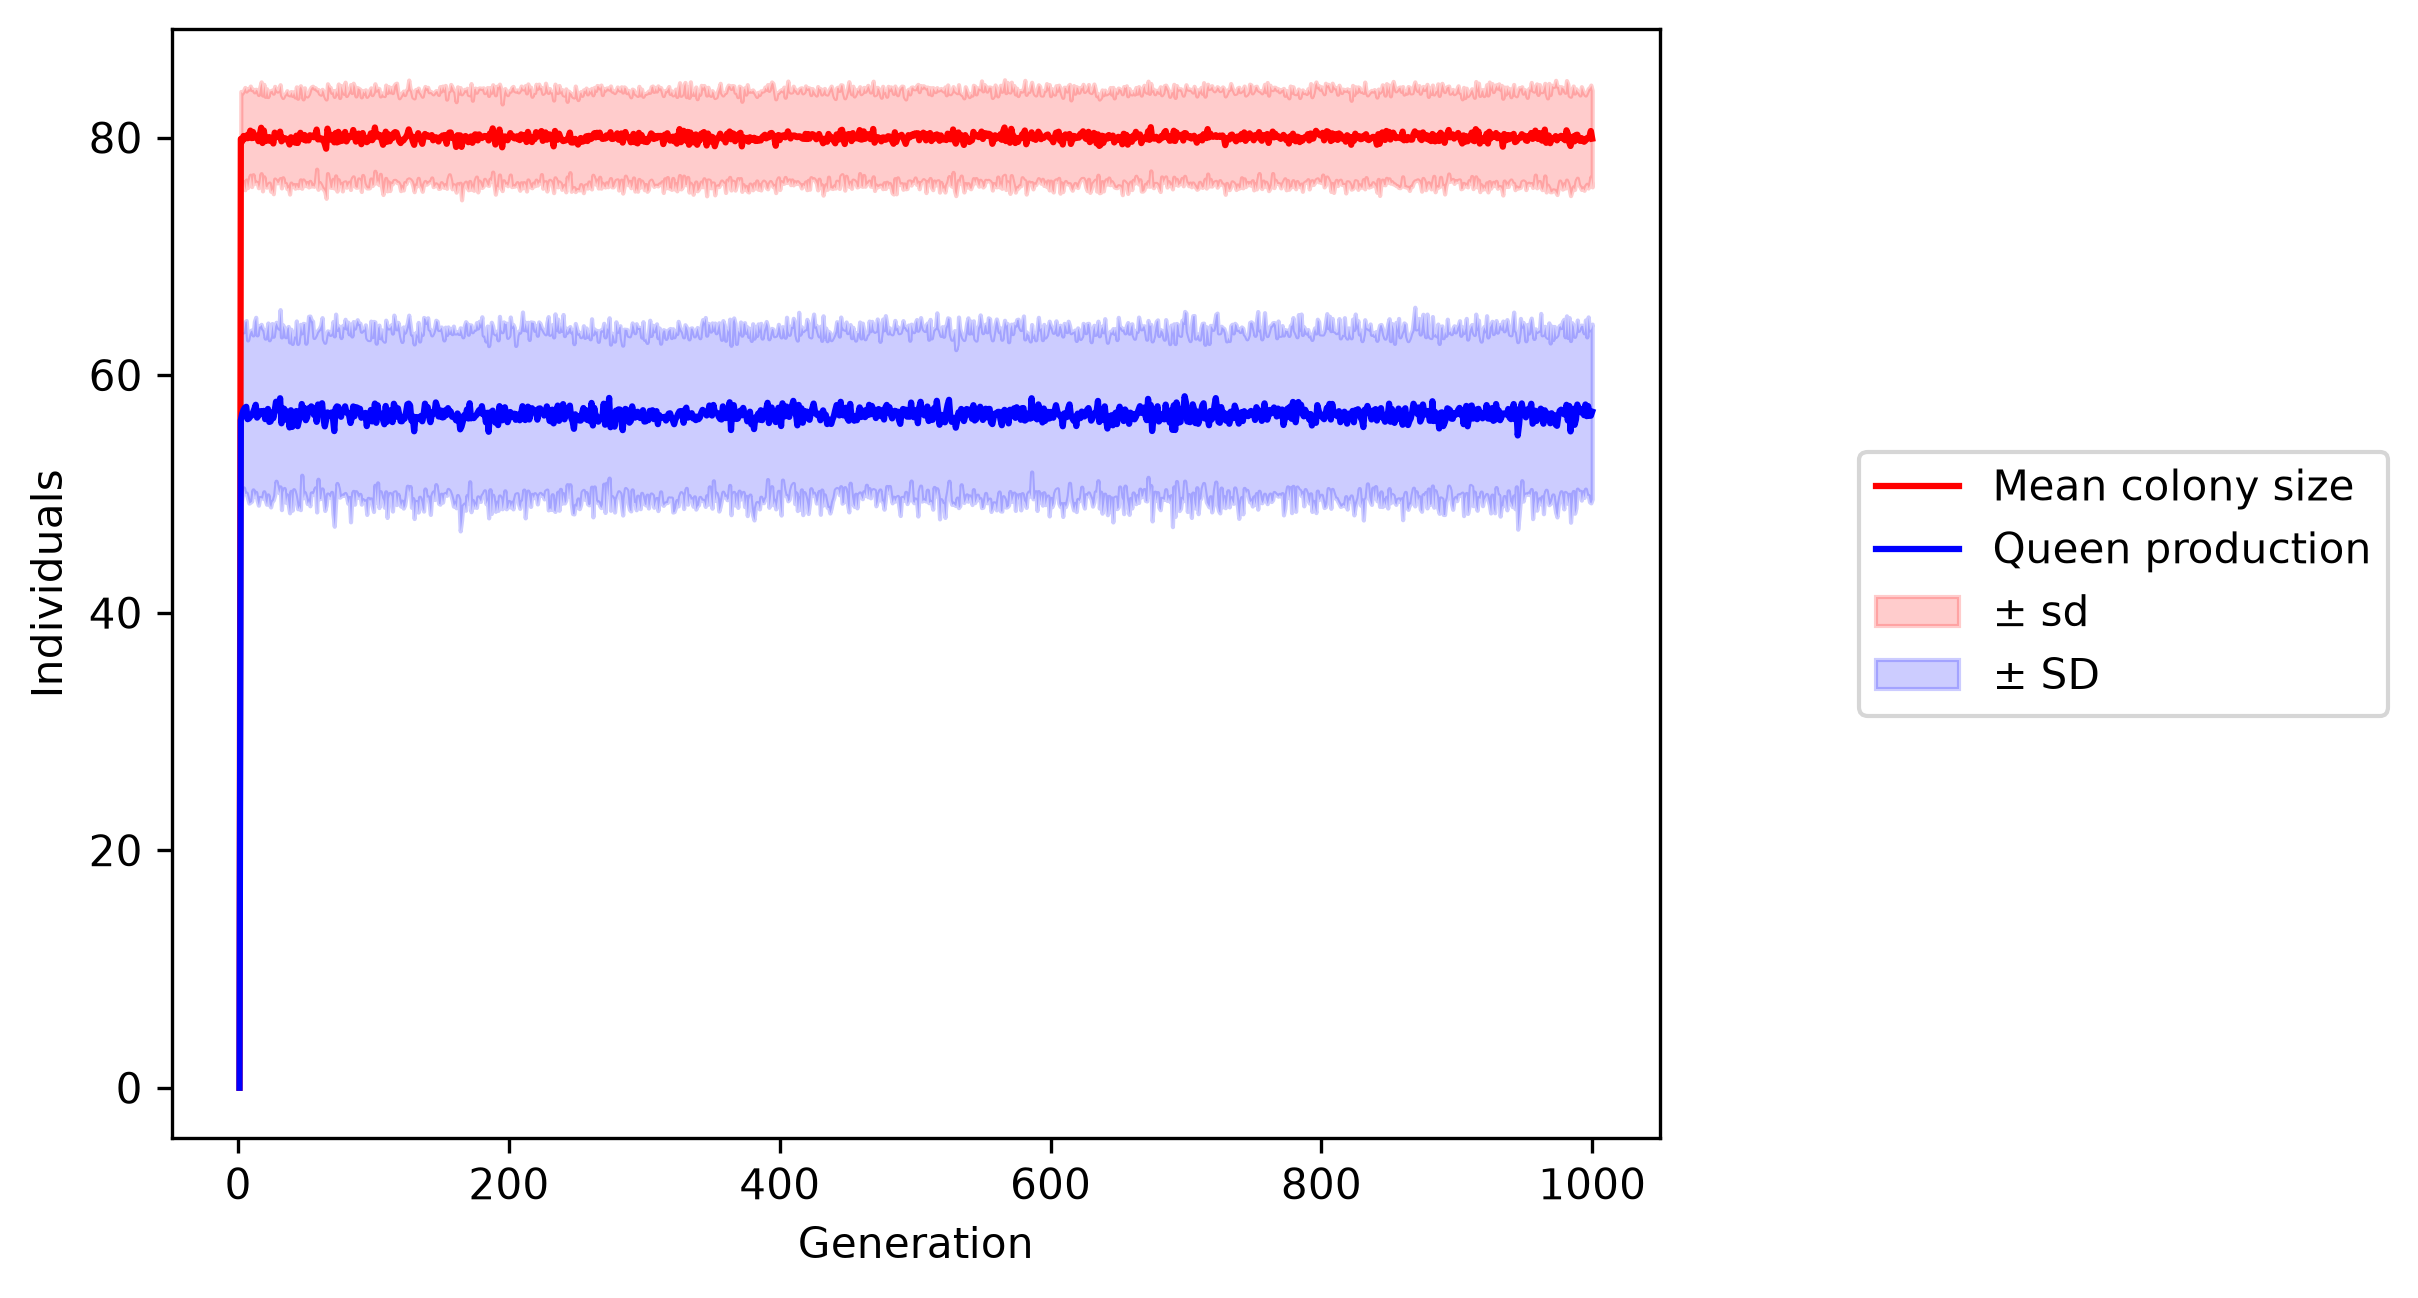 80
60
40
20
0
Individuals
0 200 400 600 800 1000
Generation
Mean colony size
Queen production
± sd
± SD